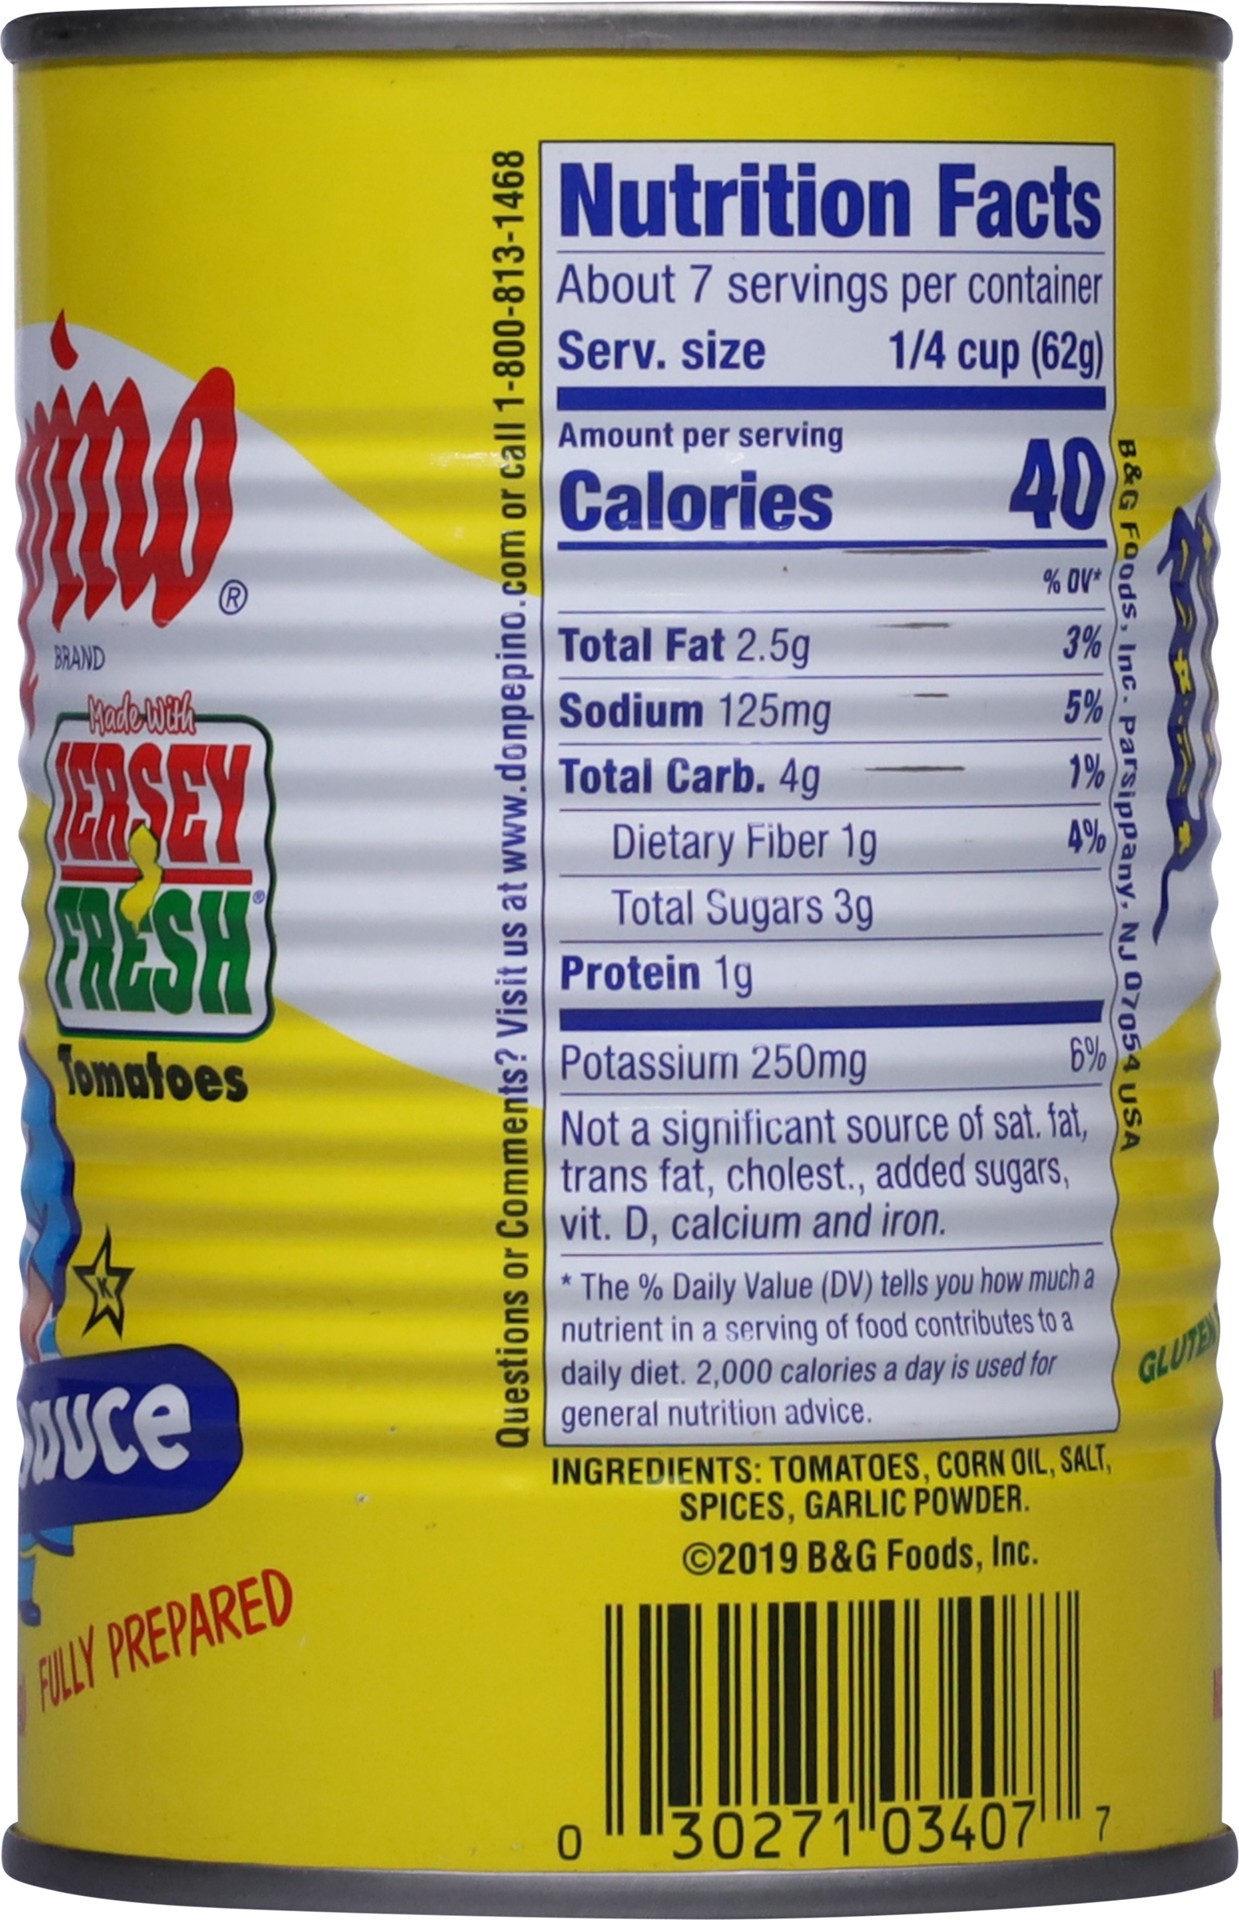 BRAND
Made With
JERSEY
FRESH®
Tomatoes
K
FULLY PREPARED
Questions or Comments? Visit us at www.donpepino.com or call 1-800-813-1468
Nutrition Facts
About 7 servings per container
Serv. size 1/4 cup (62g)
Amount per serving
Calories 40
% DV*
Total Fat 2.5g 3%
Sodium 125mg 5%
Total Carb. 4g 1%
Dietary Fiber 1g 4%
Total Sugars 3g
Protein 1g
Potassium 250mg 6%
Not a significant source of sat. fat,
trans fat, cholest., added sugars,
vit. D, calcium and iron.
* The % Daily Value (DV) tells you how much a
nutrient in a serving of food contributes to a
daily diet. 2,000 calories a day is used for
general nutrition advice.
INGREDIENTS: TOMATOES, CORN OIL, SALT,
SPICES, GARLIC POWDER.
©2019 B&G Foods, Inc.
0 30271 03407 7
B&G Foods, Inc. Parsippany, NJ 07054 USA